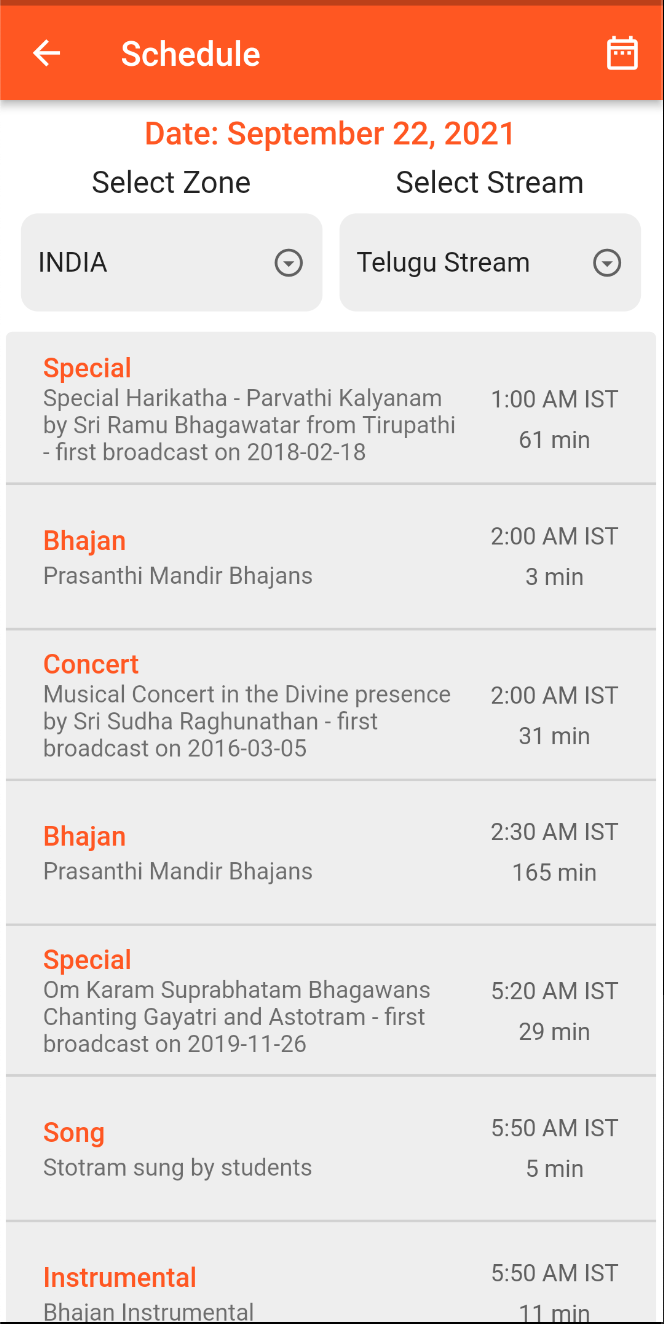 Schedule
Date: September 22, 2021
Select Zone
Select Stream
INDIA
Telugu Stream
Special
Special Harikatha - Parvathi Kalyanam
by Sri Ramu Bhagawatar from Tirupathi
- first broadcast on 2018-02-18
1:00 AM IST
61 min
Bhajan
Prasanthi Mandir Bhajans
2:00 AM IST
3 min
Concert
Musical Concert in the Divine presence
by Sri Sudha Raghunathan - first
broadcast on 2016-03-05
2:00 AM IST
31 min
Bhajan
Prasanthi Mandir Bhajans
2:30 AM IST
165 min
Special
Om Karam Suprabhatam Bhagawans
Chanting Gayatri and Astotram - first
broadcast on 2019-11-26
5:20 AM IST
29 min
Song
Stotram sung by students
5:50 AM IST
5 min
Instrumental
Bhajan Instrumental
5:50 AM IST
11 min